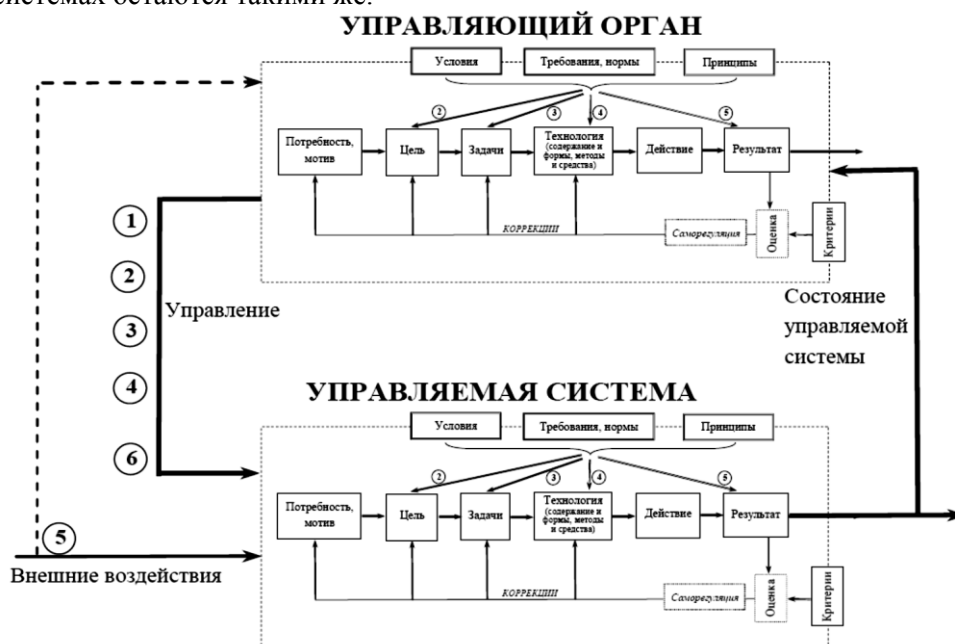 системах остаются такими же.
УПРАВЛЯЮЩИЙ ОРГАН
Условия
Требования, нормы
Принципы
2
3
4
5
Потребность,
мотив
Цель
Задачи
Технология
(содержание и
формы, методы
и средства)
Действие
Результат
КОРРЕКЦИИ
Саморегуляция
Оценка
Критерии
1
2
3
4
6
Управление
Состояние
управляемой
системы
УПРАВЛЯЕМАЯ СИСТЕМА
Условия
Требования, нормы
Принципы
2
3
4
5
Потребность,
мотив
Цель
Задачи
Технология
(содержание и
формы, методы
и средства)
Действие
Результат
5
Внешние воздействия
КОРРЕКЦИИ
Саморегуляция
Оценка
Критерии